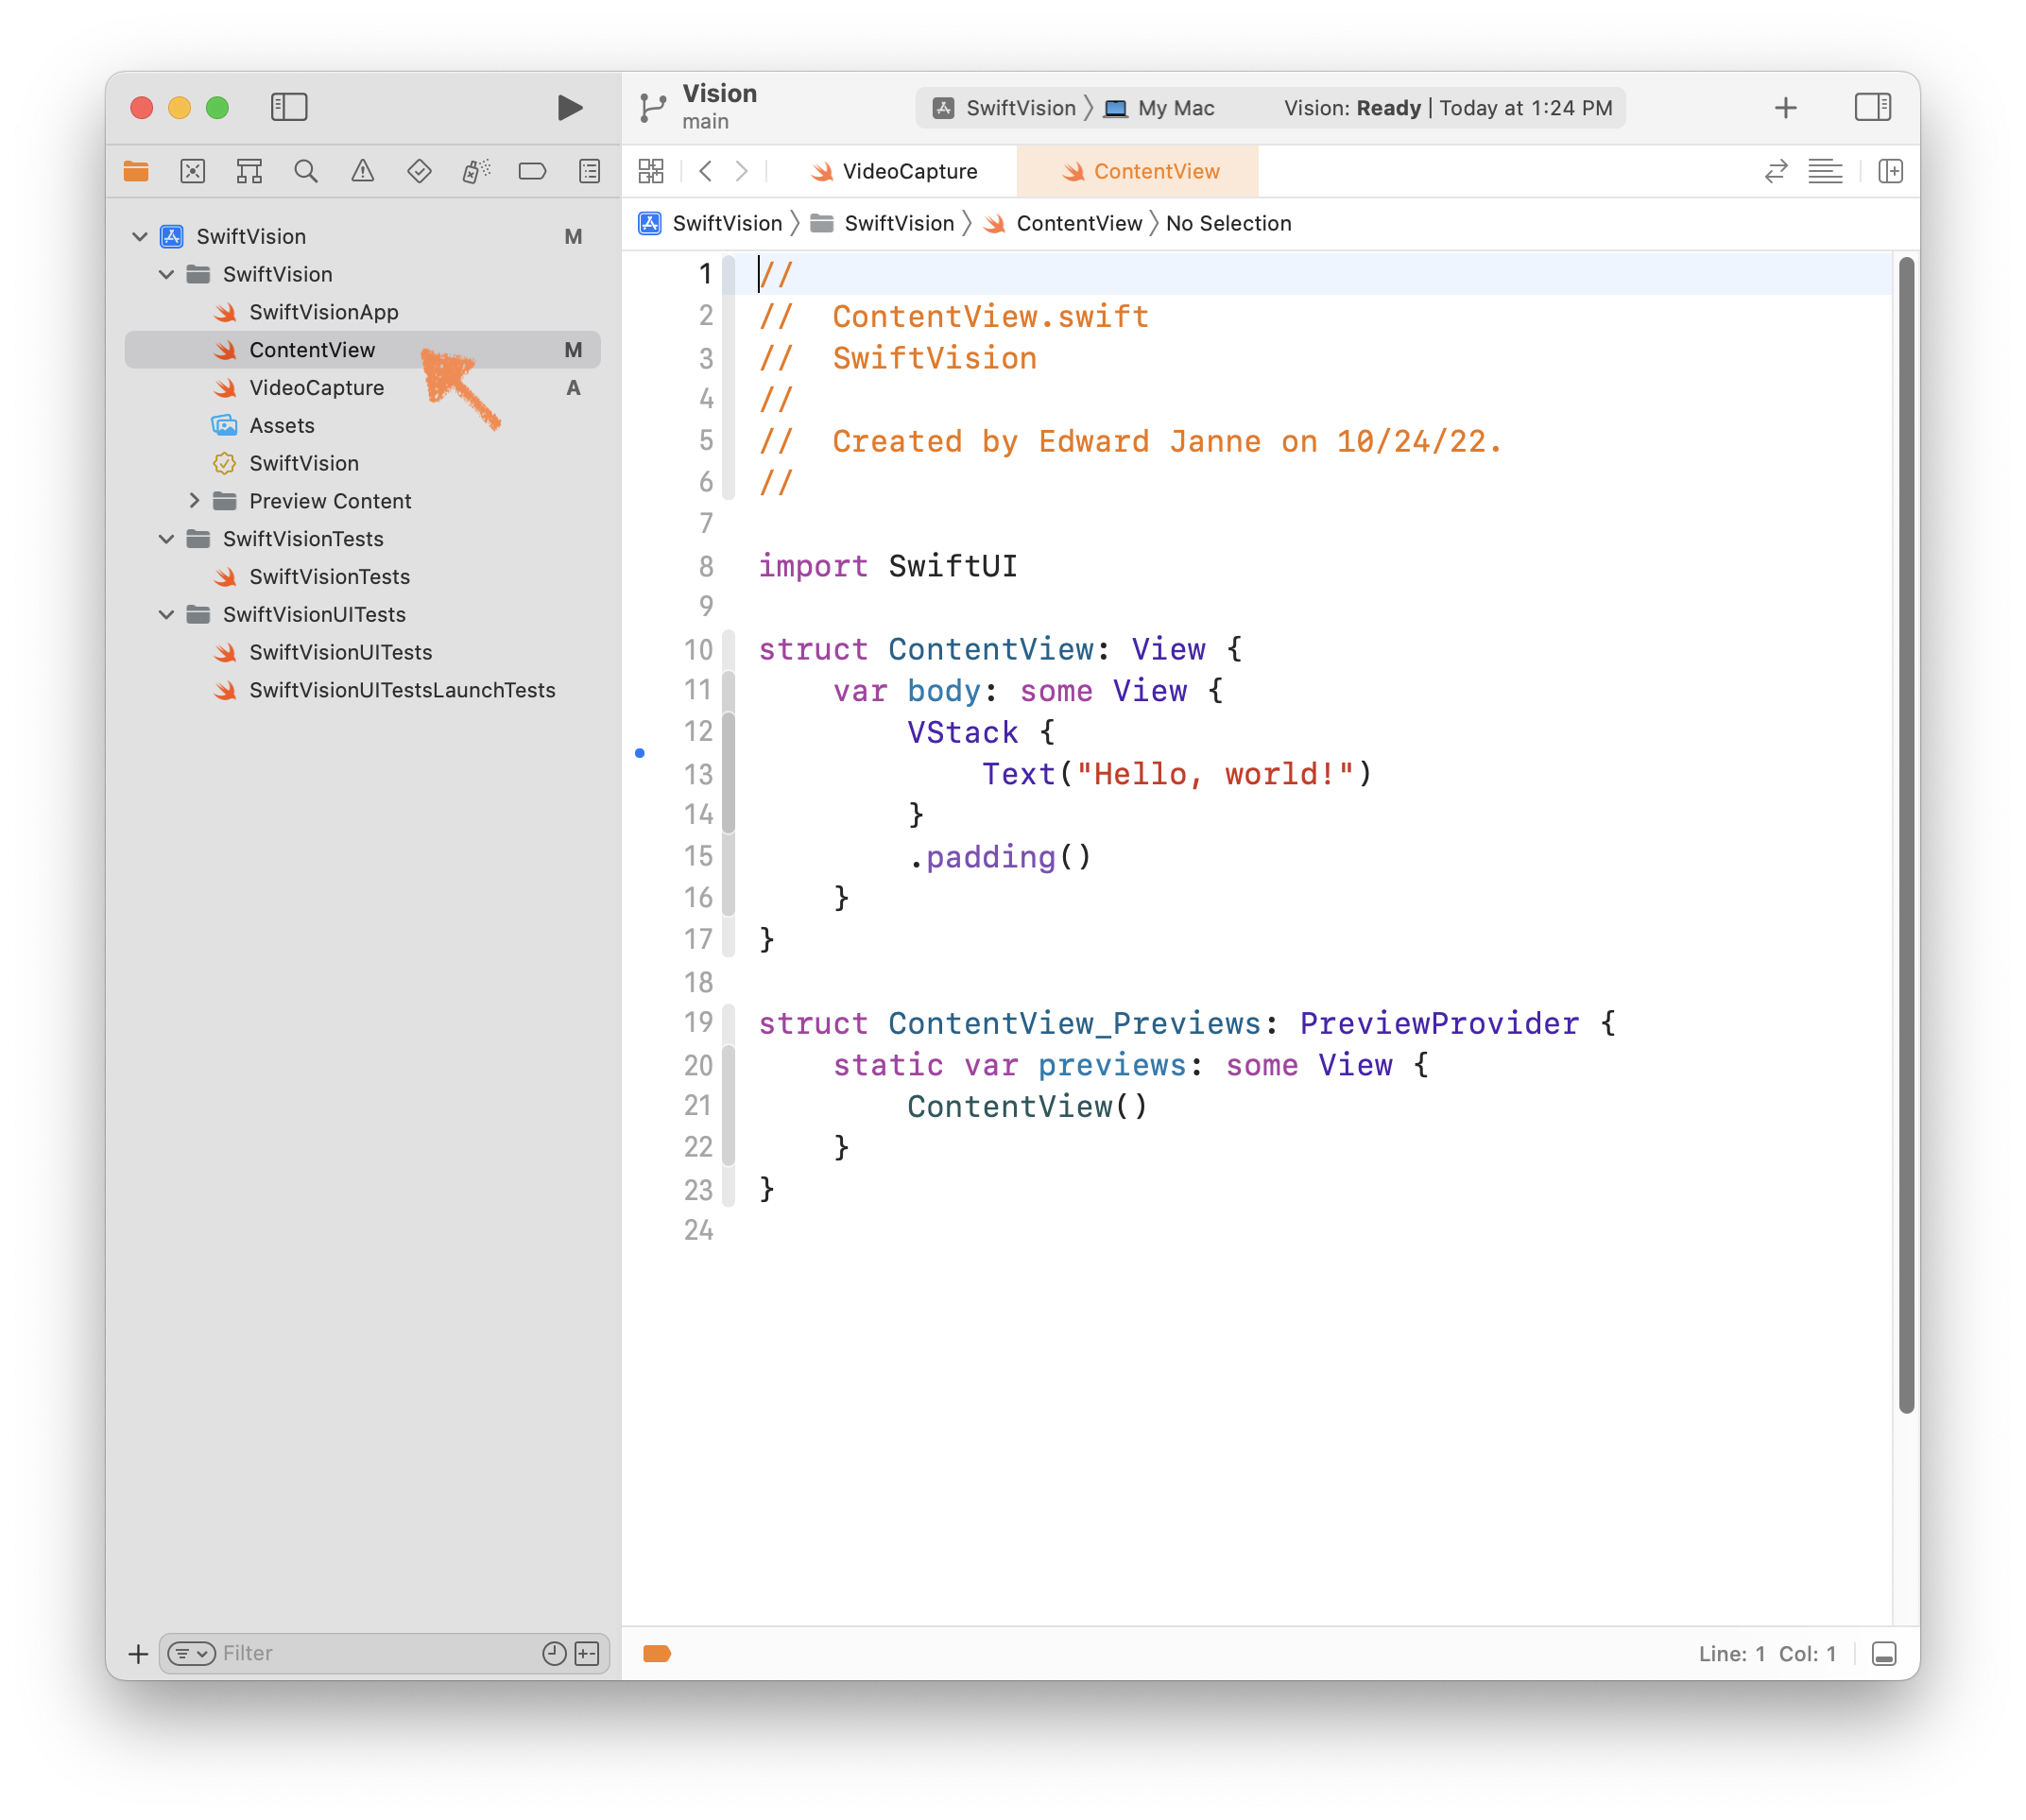 Vision
main
SwiftVision 〉 My Mac
Vision: Ready | Today at 1:24 PM
VideoCapture
ContentView
SwiftVision 〉 SwiftVision 〉 ContentView 〉 No Selection
SwiftVision M
SwiftVision
SwiftVisionApp
ContentView M
VideoCapture A
Assets
SwiftVision
Preview Content
SwiftVisionTests
SwiftVisionTests
SwiftVisionUITests
SwiftVisionUITests
SwiftVisionUITestsLaunchTests
Filter
1 //
2 //  ContentView.swift
3 //  SwiftVision
4 //
5 //  Created by Edward Janne on 10/24/22.
6 //
7
8 import SwiftUI
9
10 struct ContentView: View {
11     var body: some View {
12         VStack {
13             Text("Hello, world!")
14         }
15         .padding()
16     }
17 }
18
19 struct ContentView_Previews: PreviewProvider {
20     static var previews: some View {
21         ContentView()
22     }
23 }
24
Line: 1 Col: 1